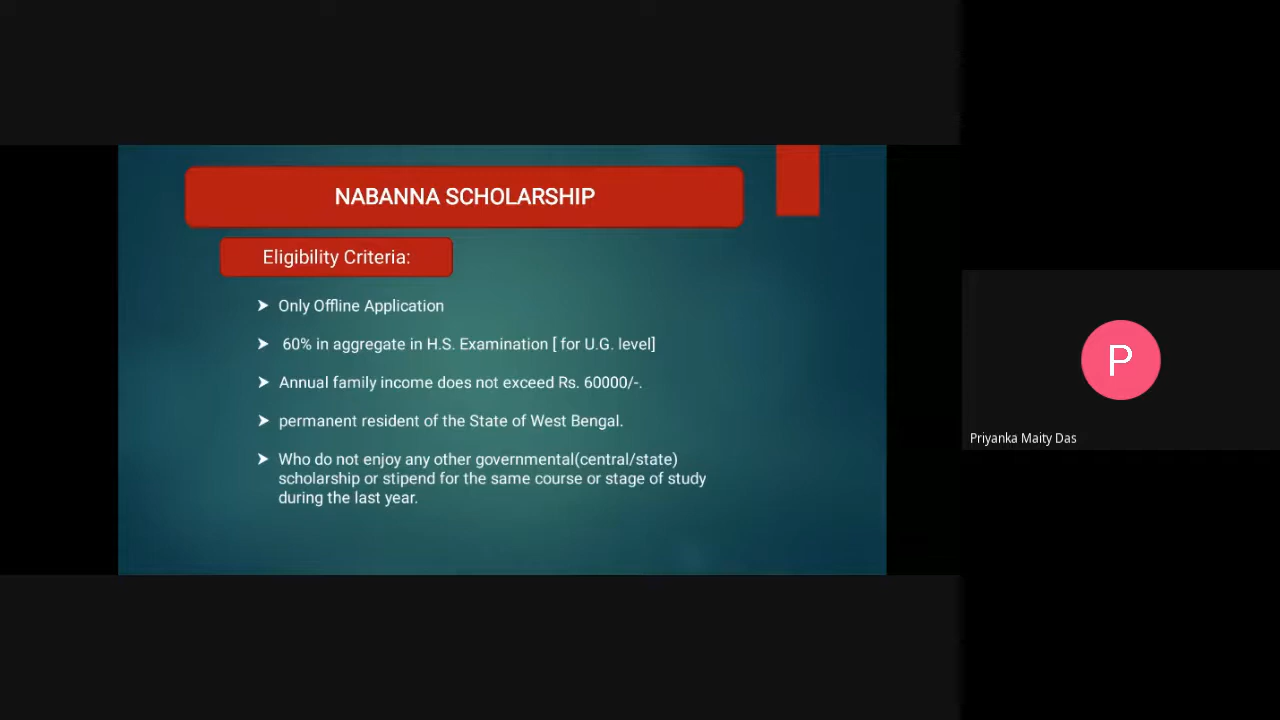 NABANNA SCHOLARSHIP
Eligibility Criteria:
➤ Only Offline Application
➤ 60% in aggregate in H.S. Examination [ for U.G. level]
➤ Annual family income does not exceed Rs. 60000/-.
➤ permanent resident of the State of West Bengal.
➤ Who do not enjoy any other governmental(central/state)
scholarship or stipend for the same course or stage of study
during the last year.
P
Priyanka Maity Das